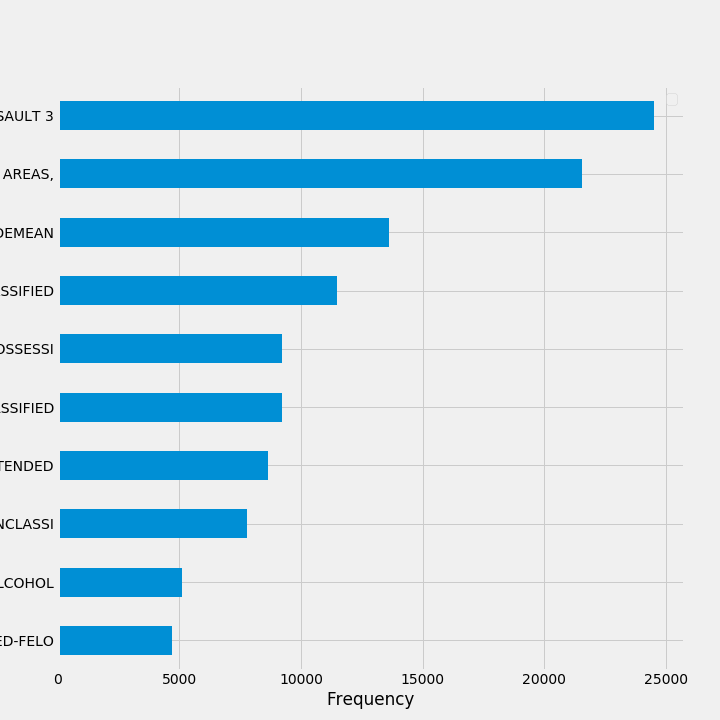 SAULT 3
AREAS,
DEMEAN
SSIFIED
OSSESSI
SSIFIED
TENDED
NCLASSI
LCOHOL
ED-FELO
0 5000 10000 15000 20000 25000
Frequency